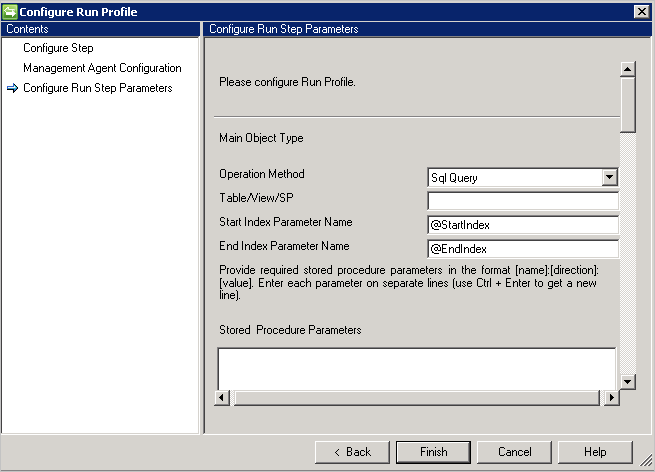 Configure Run Profile
Contents
Configure Run Step Parameters
Configure Step
Management Agent Configuration
Configure Run Step Parameters
Please configure Run Profile.
Main Object Type
Operation Method
Sql Query
Table/View/SP
Start Index Parameter Name
@StartIndex
End Index Parameter Name
@EndIndex
Provide required stored procedure parameters in the format [name]:[direction]:
[value]. Enter each parameter on separate lines (use Ctrl + Enter to get a new
line).
Stored Procedure Parameters
< Back
Finish
Cancel
Help